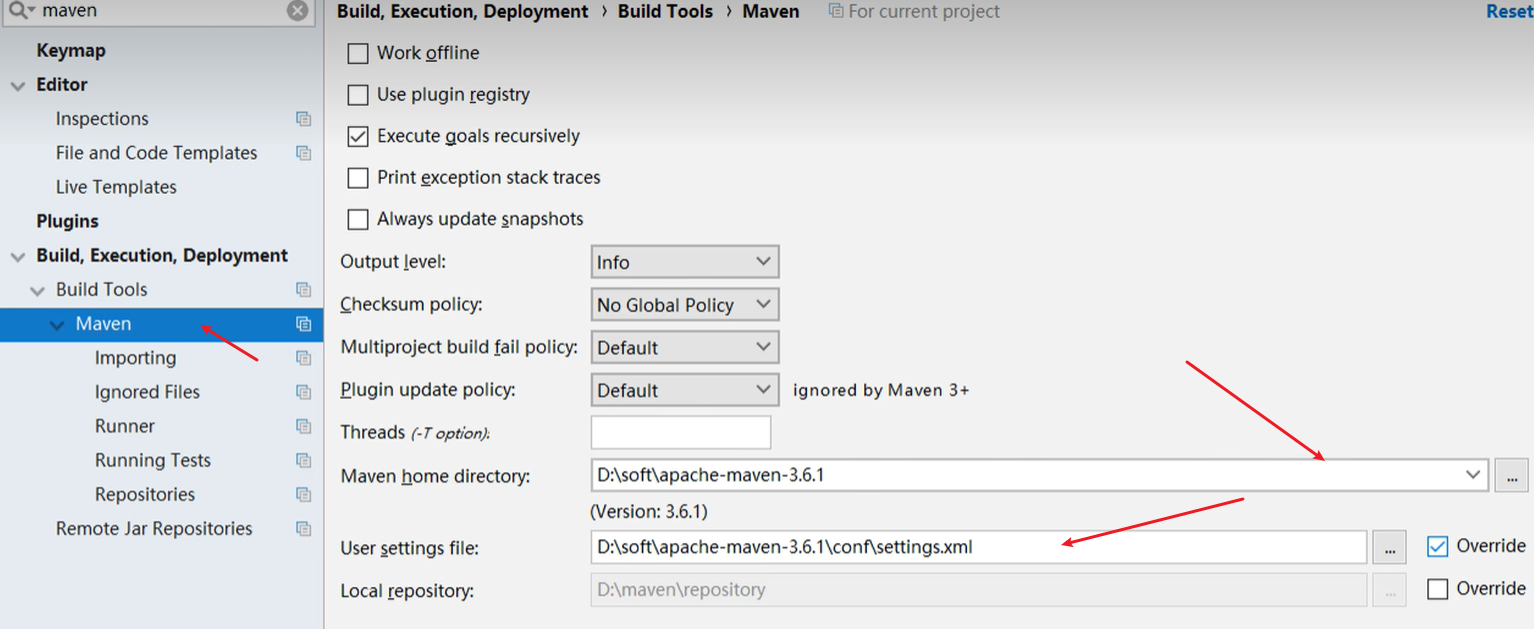 maven
Keymap
Editor
Inspections
File and Code Templates
Live Templates
Plugins
Build, Execution, Deployment
Build Tools
Maven
Importing
Ignored Files
Runner
Running Tests
Repositories
Remote Jar Repositories
Build, Execution, Deployment › Build Tools › Maven For current project Reset
Work offline
Use plugin registry
Execute goals recursively
Print exception stack traces
Always update snapshots
Output level: Info
Checksum policy: No Global Policy
Multiproject build fail policy: Default
Plugin update policy: Default ignored by Maven 3+
Threads (-T option):
Maven home directory: D:\soft\apache-maven-3.6.1 ...
(Version: 3.6.1)
User settings file: D:\soft\apache-maven-3.6.1\conf\settings.xml ... Override
Local repository: D:\maven\repository ... Override